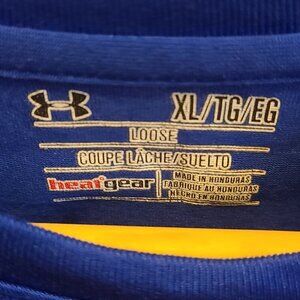 XL/TG/EG
LOOSE
COUPE LÂCHE/SUELTO
heatgear
MADE IN HONDURAS
FABRIQUÉ AU HONDURAS
HECHO EN HONDURAS